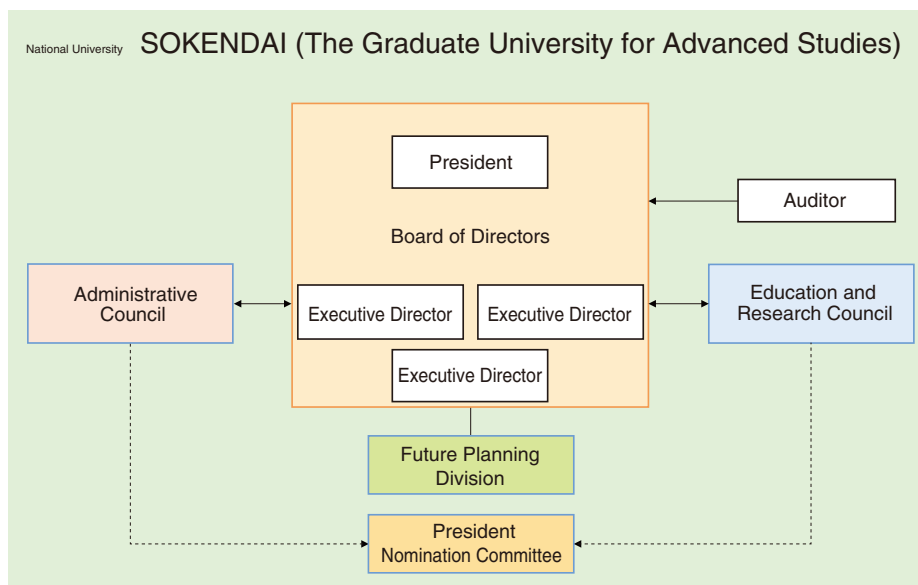 National University SOKENDAI (The Graduate University for Advanced Studies)
President
Auditor
Board of Directors
Administrative
Council
Executive Director
Executive Director
Education and
Research Council
Executive Director
Future Planning
Division
President
Nomination Committee